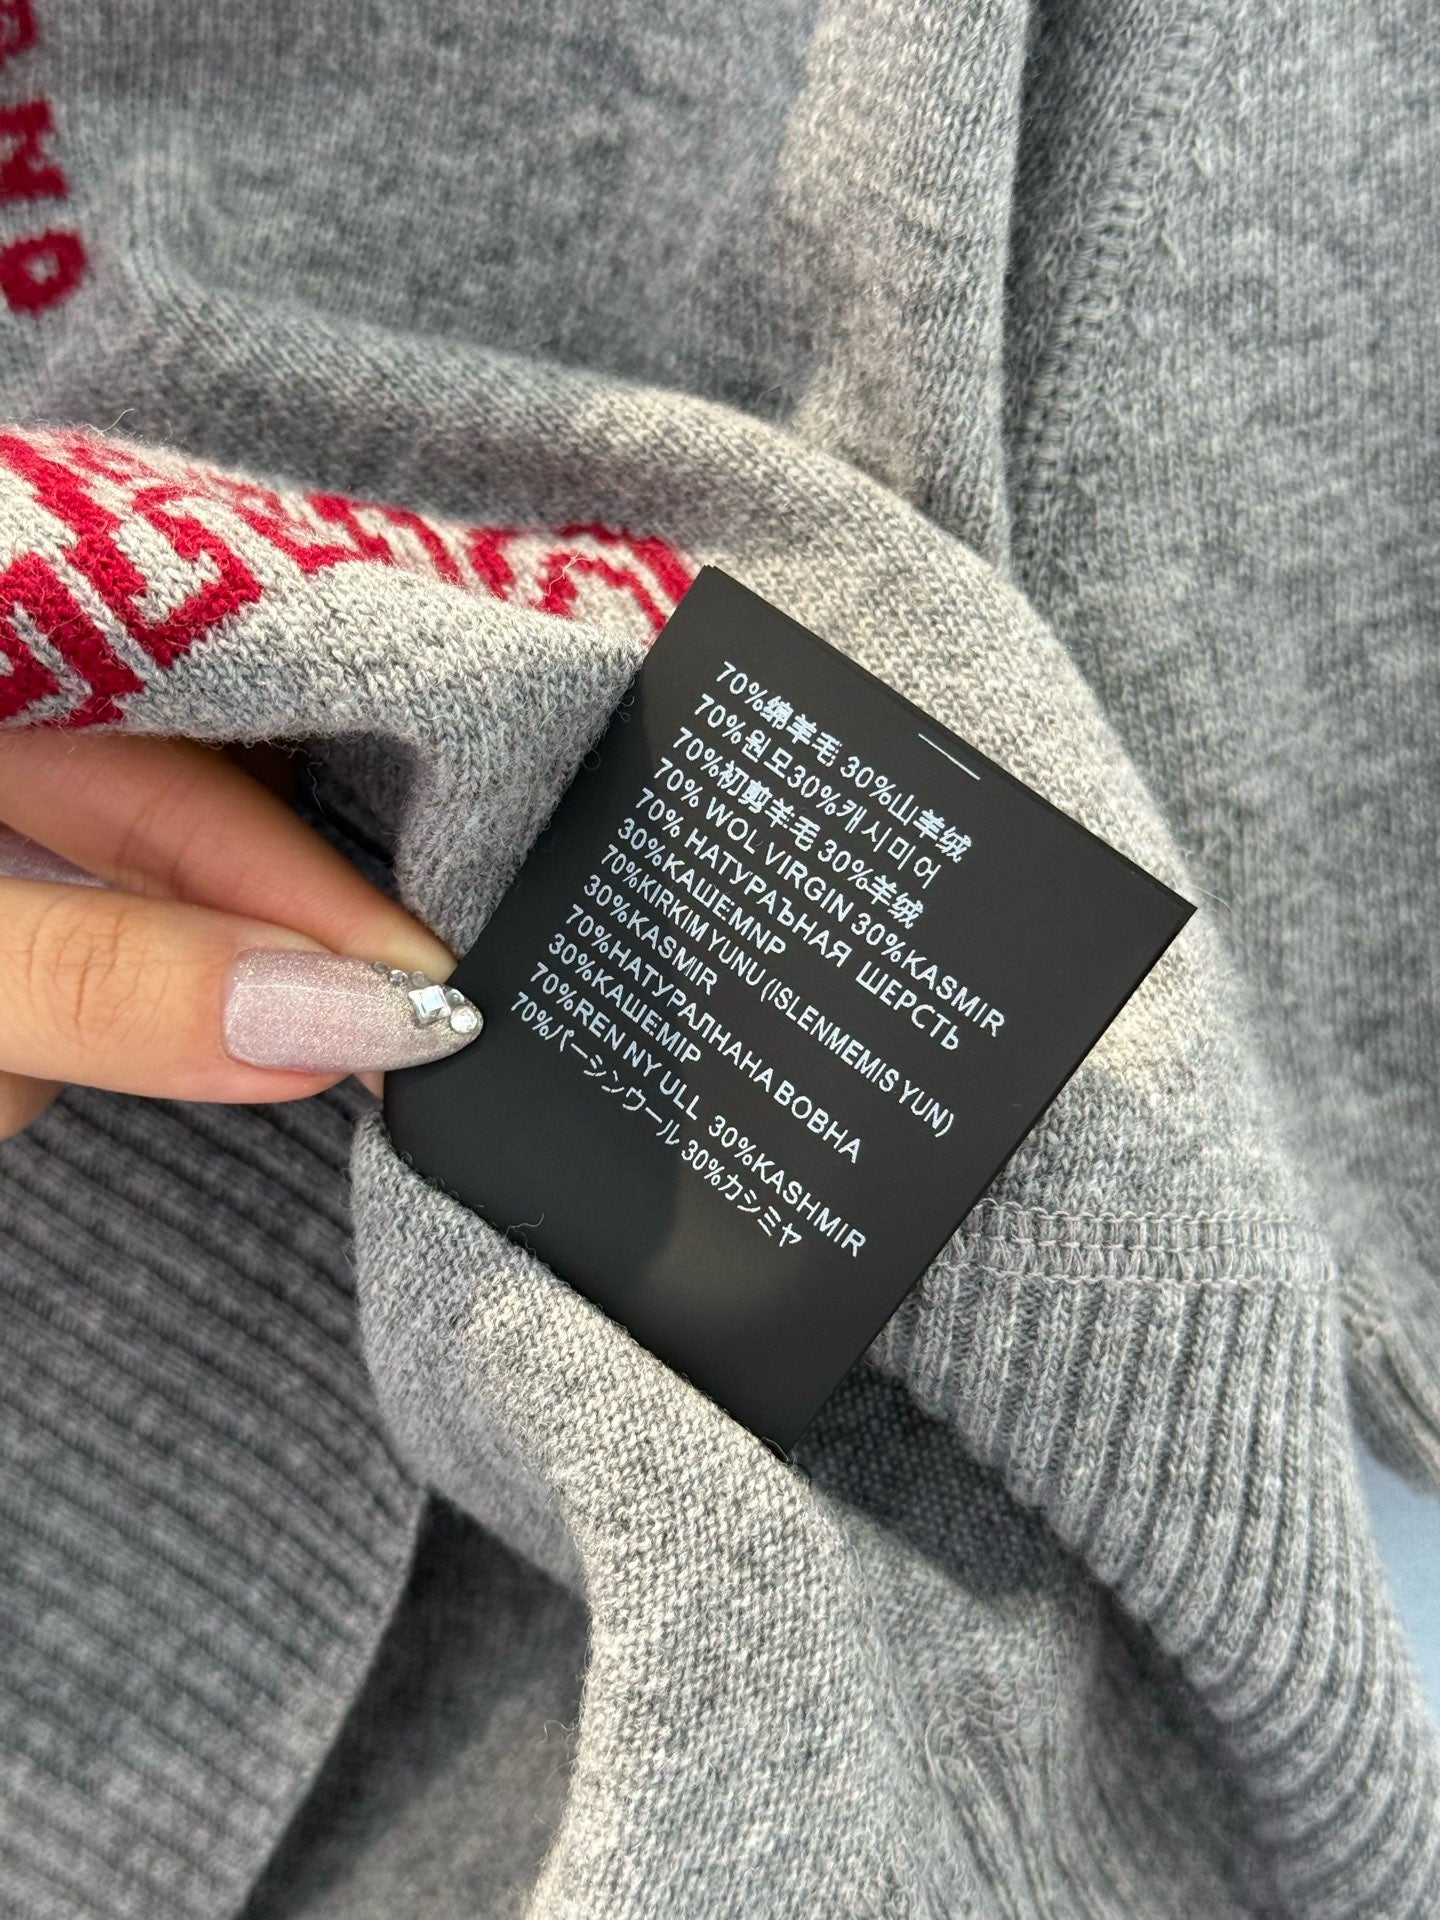 70%绵羊毛 30%山羊绒
70%원모30%캐시미어
70%初剪羊毛 30%羊绒
70% WOL VIRGIN 30%KASMIR
70% НАТУРАЪНАЯ ШЕРСТЬ
30%КАШЕМNР
70%KIRKIM YUNU (ISLENMEMIS YUN)
30%KASMIR
70%НАТУРАЛНАНА ВОВНА
30%КАШЕМІР
70%REN NY ULL 30%KASHMIR
70%バーシンウール 30%カシミヤ